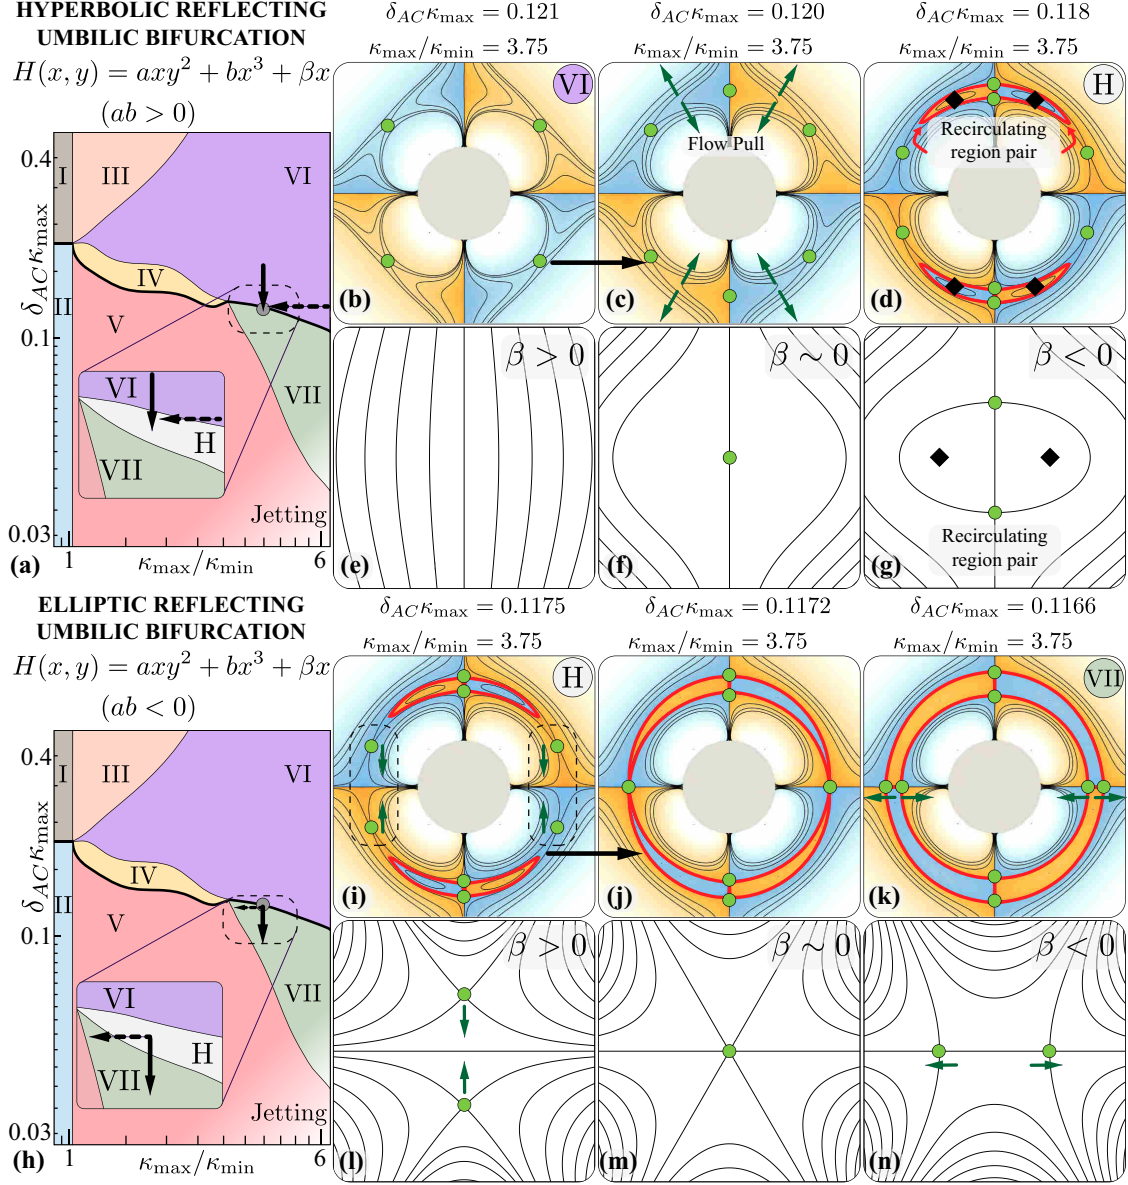 HYPERBOLIC REFLECTING
UMBILIC BIFURCATION
H(x, y) = axy² + bx³ + βx
(ab > 0)
δ_AC κ_max = 0.121
κ_max/κ_min = 3.75
δ_AC κ_max = 0.120
κ_max/κ_min = 3.75
δ_AC κ_max = 0.118
κ_max/κ_min = 3.75
0.4
0.1
0.03
δ_AC κ_max
I
III
VI
IV
II
V
VII
VI
H
VII
Jetting
1
6
κ_max/κ_min
(a)
VI
(b)
Flow Pull
(c)
H
Recirculating
region pair
(d)
β > 0
(e)
β ∼ 0
(f)
β < 0
Recirculating
region pair
(g)
ELLIPTIC REFLECTING
UMBILIC BIFURCATION
H(x, y) = axy² + bx³ + βx
(ab < 0)
δ_AC κ_max = 0.1175
κ_max/κ_min = 3.75
δ_AC κ_max = 0.1172
κ_max/κ_min = 3.75
δ_AC κ_max = 0.1166
κ_max/κ_min = 3.75
0.4
0.1
0.03
δ_AC κ_max
I
III
VI
IV
II
V
VII
VI
H
VII
Jetting
1
6
κ_max/κ_min
(h)
H
(i)
(j)
VII
(k)
β > 0
(l)
β ∼ 0
(m)
β < 0
(n)